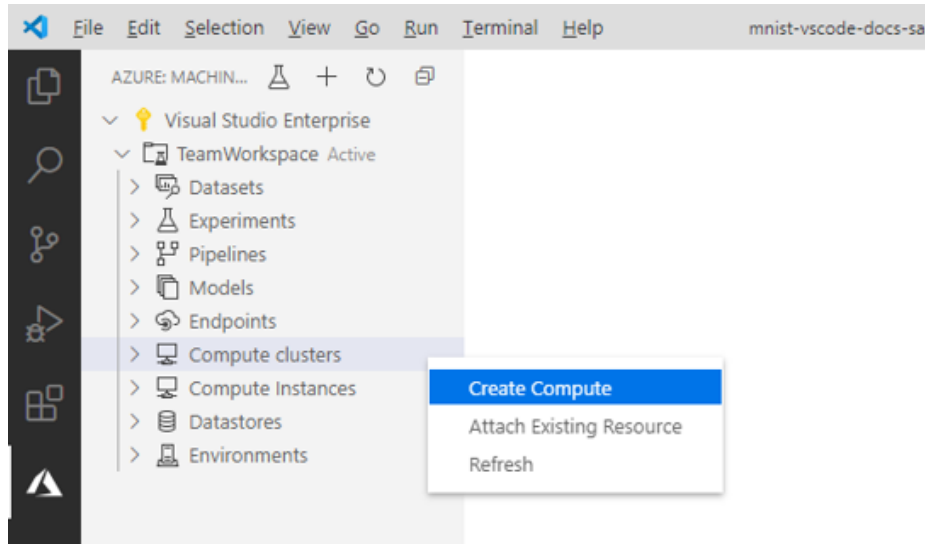 File Edit Selection View Go Run Terminal Help mnist-vscode-docs-sa
AZURE: MACHIN...
Visual Studio Enterprise
TeamWorkspace Active
Datasets
Experiments
Pipelines
Models
Endpoints
Compute clusters
Compute Instances
Datastores
Environments
Create Compute
Attach Existing Resource
Refresh